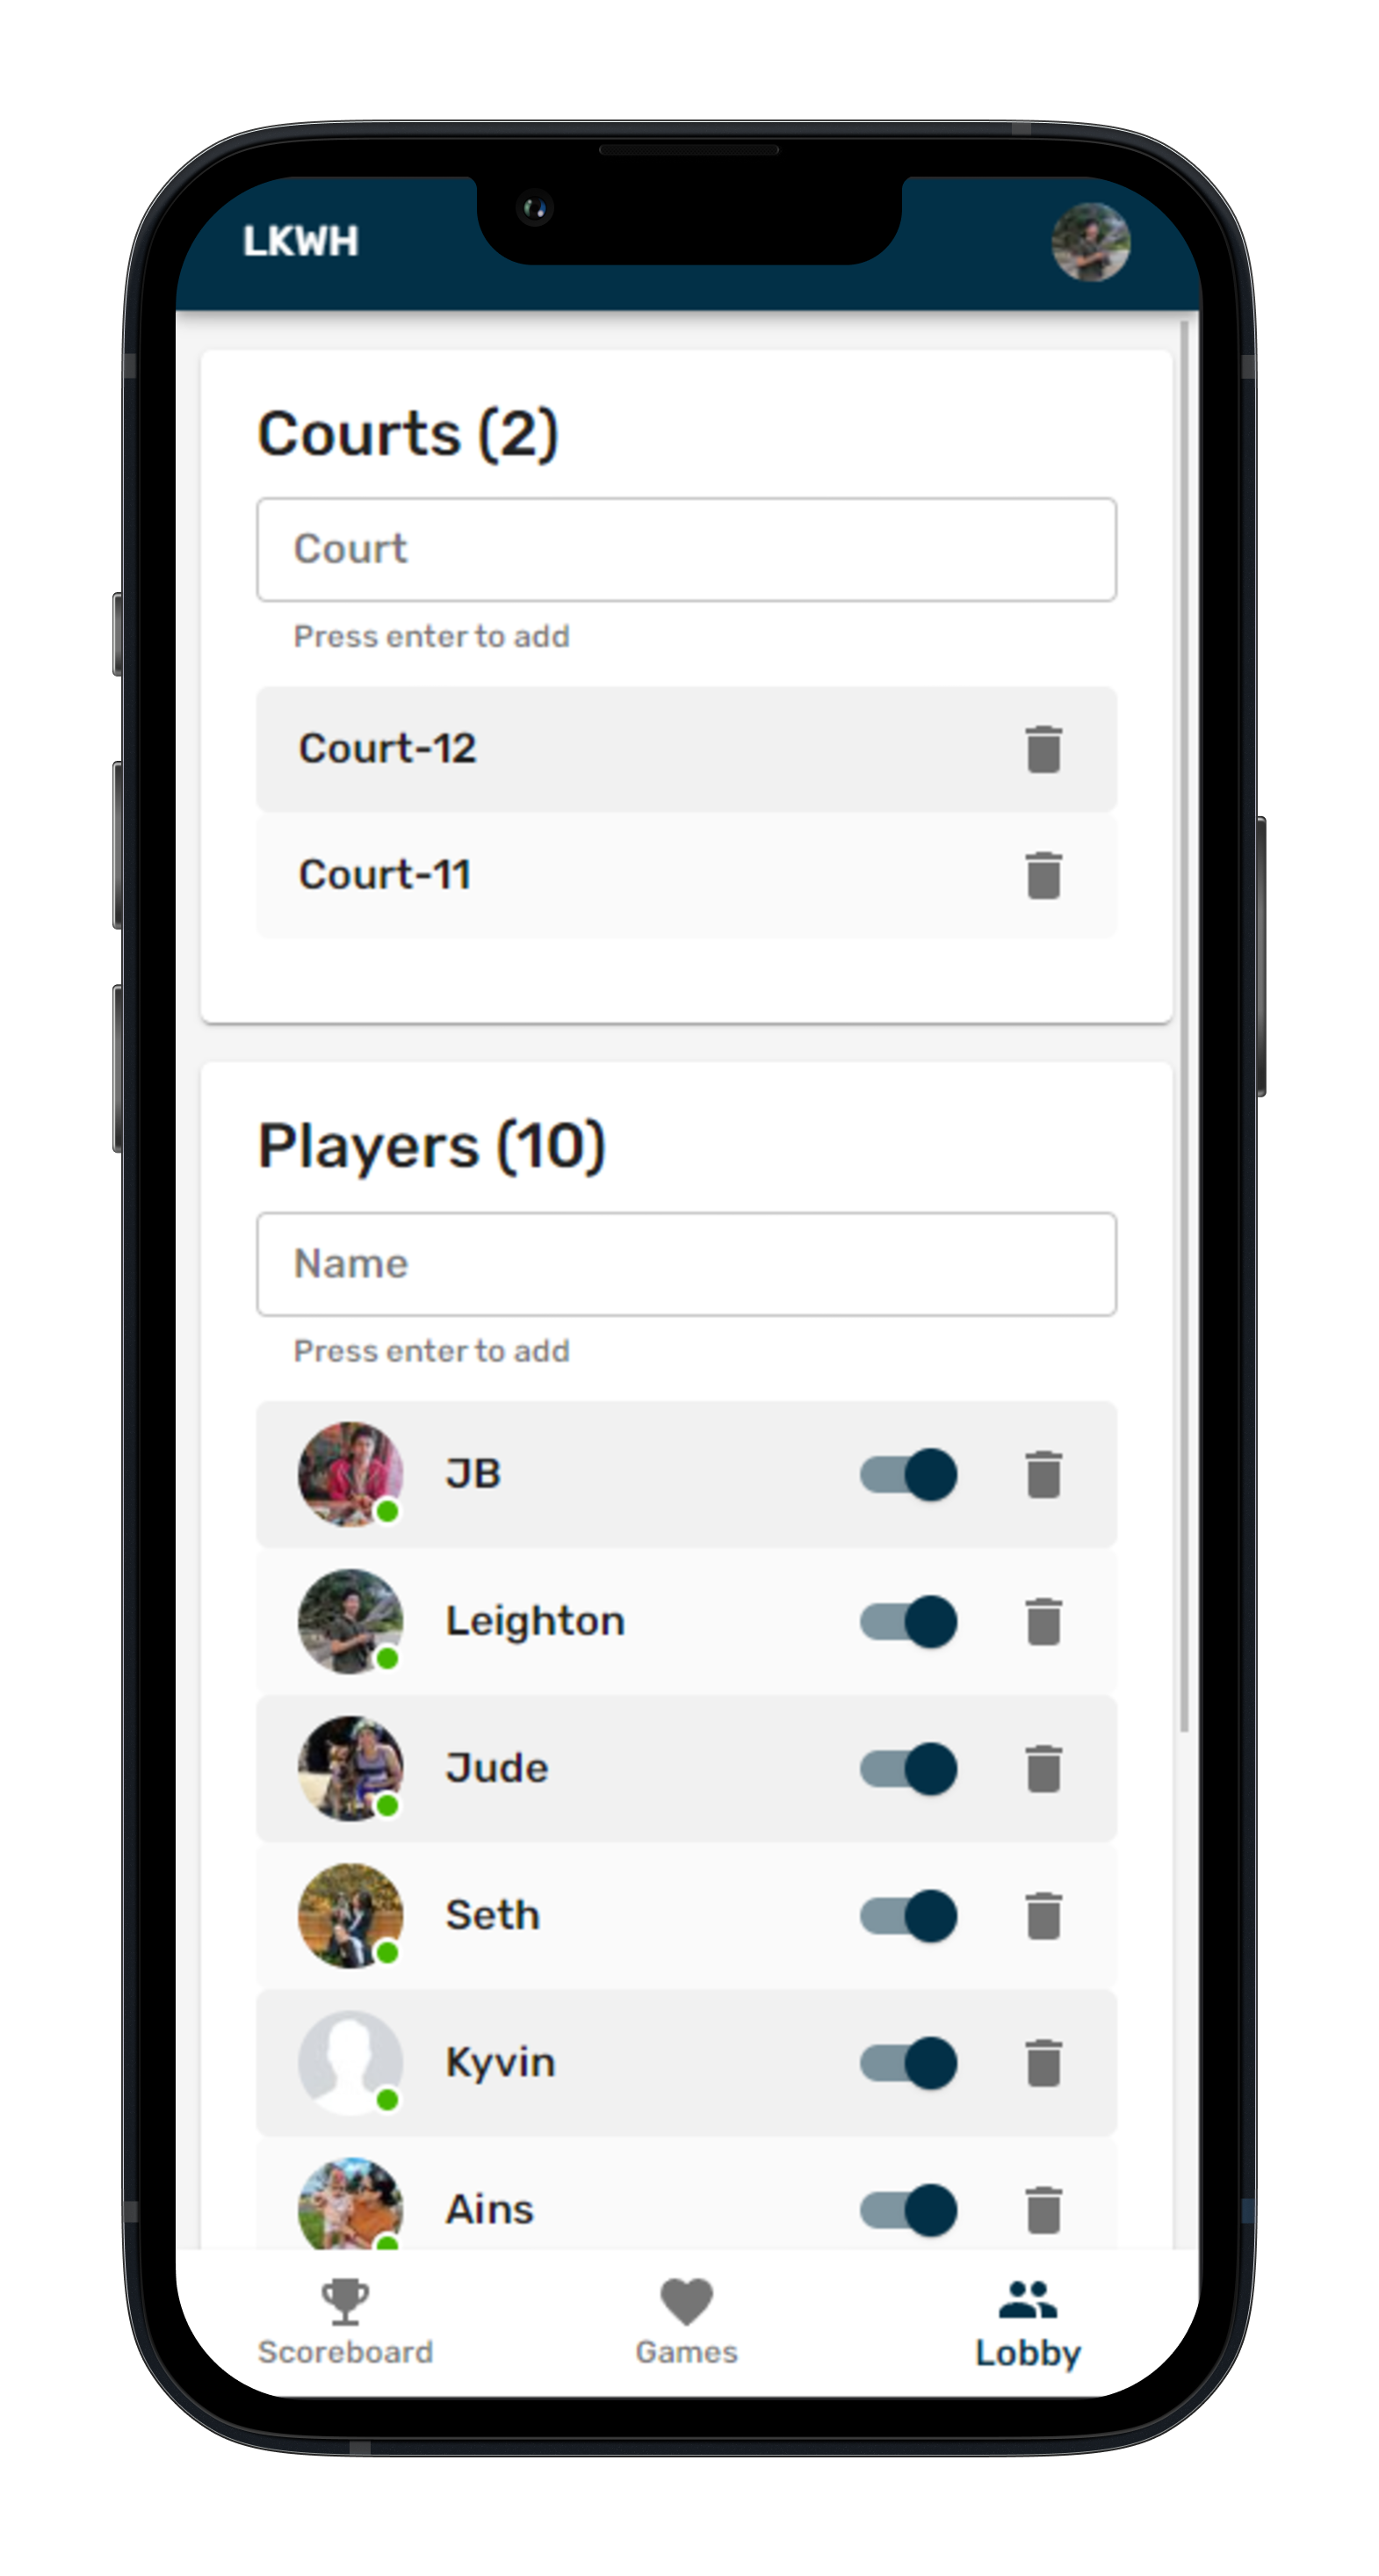 LKWH
Courts (2)
Court
Press enter to add
Court-12
Court-11
Players (10)
Name
Press enter to add
JB
Leighton
Jude
Seth
Kyvin
Ains
Scoreboard
Games
Lobby